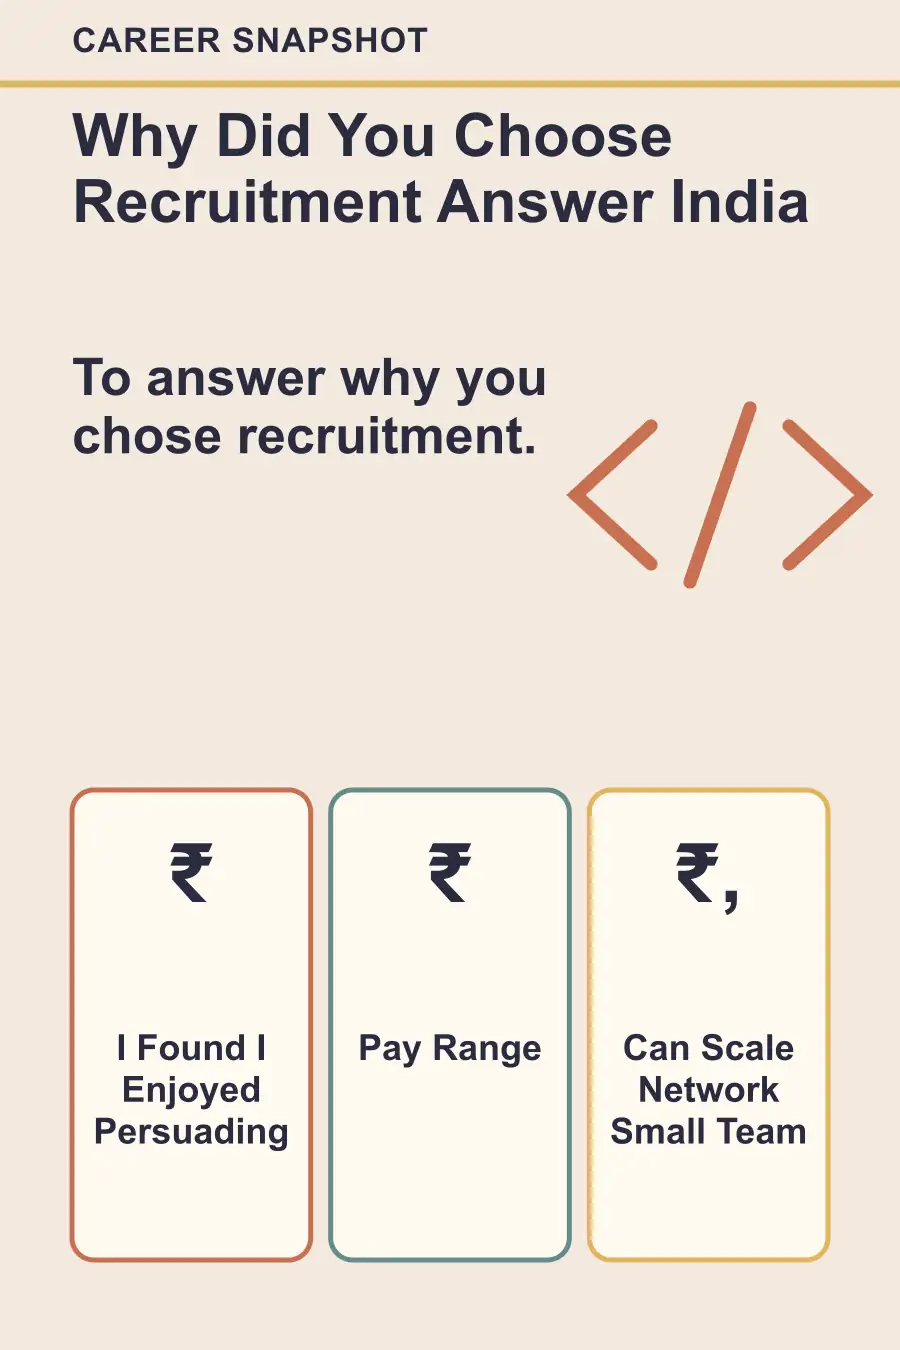 CAREER SNAPSHOT
Why Did You Choose
Recruitment Answer India
To answer why you
chose recruitment.
₹
I Found I
Enjoyed
Persuading
₹
Pay Range
₹,
Can Scale
Network
Small Team